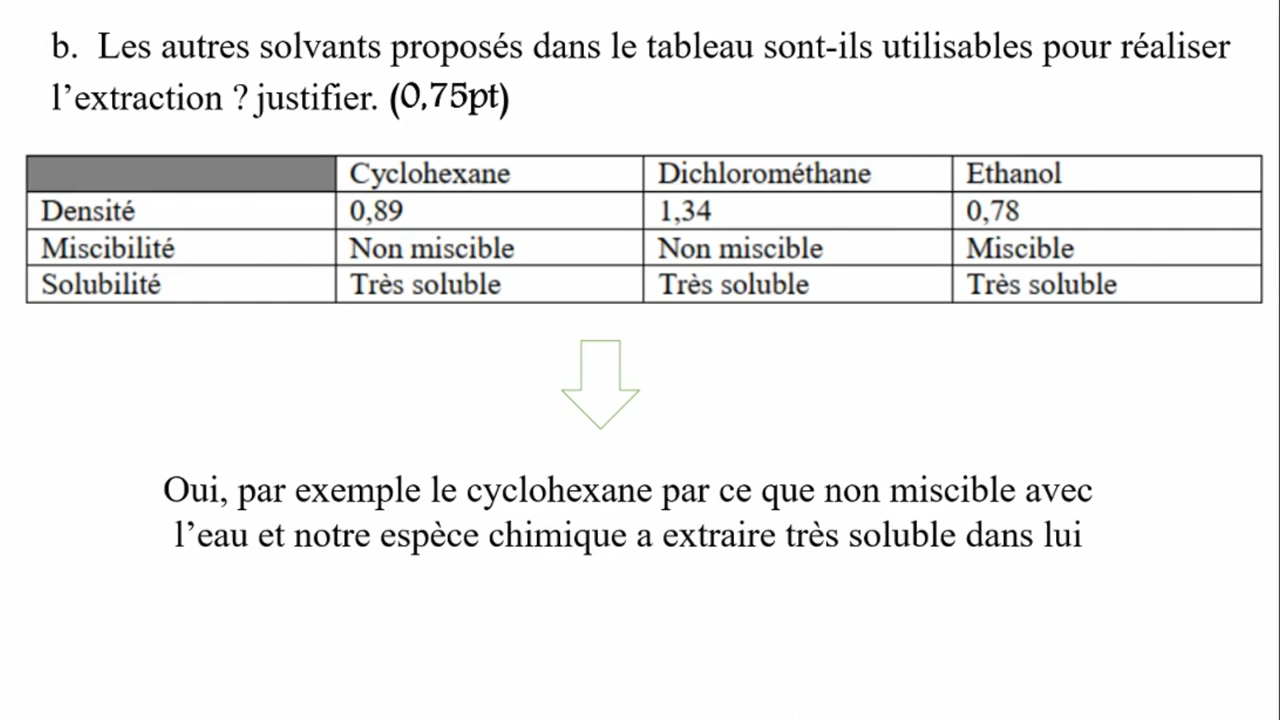 b. Les autres solvants proposés dans le tableau sont-ils utilisables pour réaliser
l’extraction ? justifier. (0,75pt)
Cyclohexane Dichlorométhane Ethanol
Densité 0,89 1,34 0,78
Miscibilité Non miscible Non miscible Miscible
Solubilité Très soluble Très soluble Très soluble
Oui, par exemple le cyclohexane par ce que non miscible avec
l’eau et notre espèce chimique a extraire très soluble dans lui